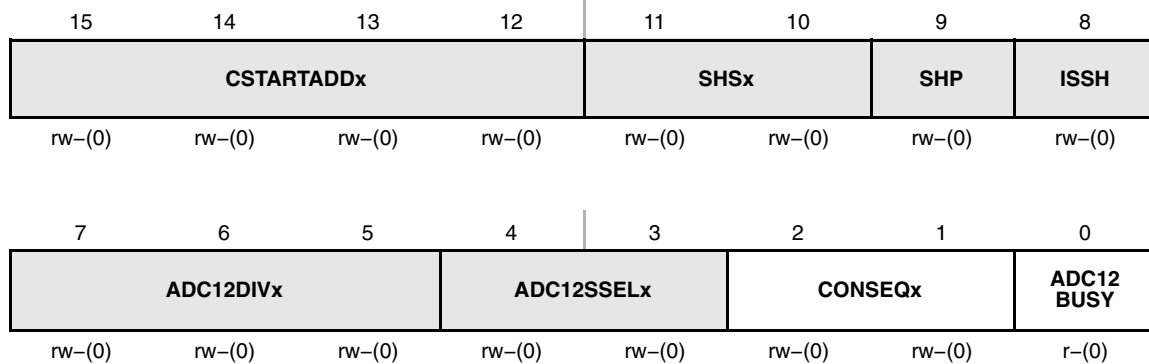 15 14 13 12 11 10 9 8
CSTARTADDx SHSx SHP ISSH
rw−(0) rw−(0) rw−(0) rw−(0) rw−(0) rw−(0) rw−(0) rw−(0)
7 6 5 4 3 2 1 0
ADC12DIVx ADC12SSELx CONSEQx ADC12
BUSY
rw−(0) rw−(0) rw−(0) rw−(0) rw−(0) rw−(0) rw−(0) r−(0)